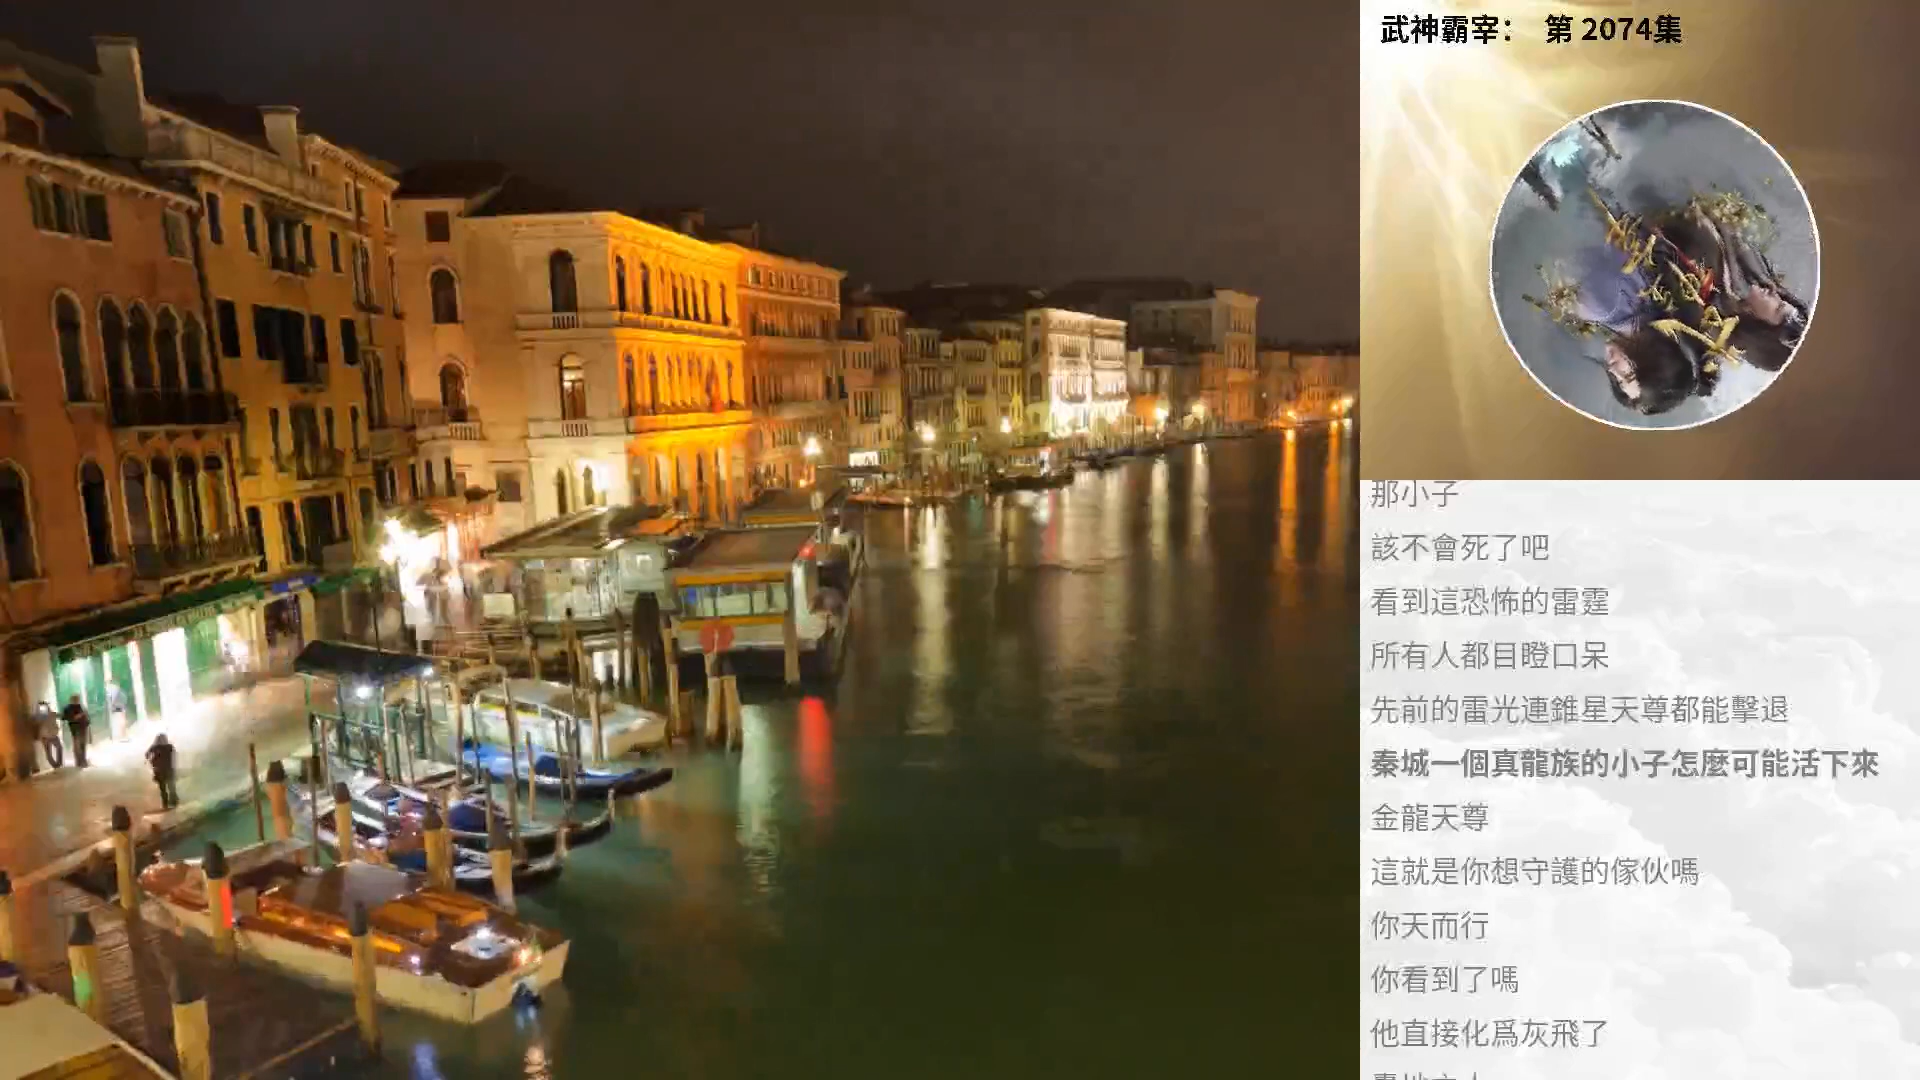 武神霸宰： 第 2074集
那小子
該不會死了吧
看到這恐怖的雷霆
所有人都目瞪口呆
先前的雷光連錐星天尊都能擊退
秦城一個真龍族的小子怎麼可能活下來
金龍天尊
這就是你想守護的傢伙嗎
你天而行
你看到了嗎
他直接化爲灰飛了